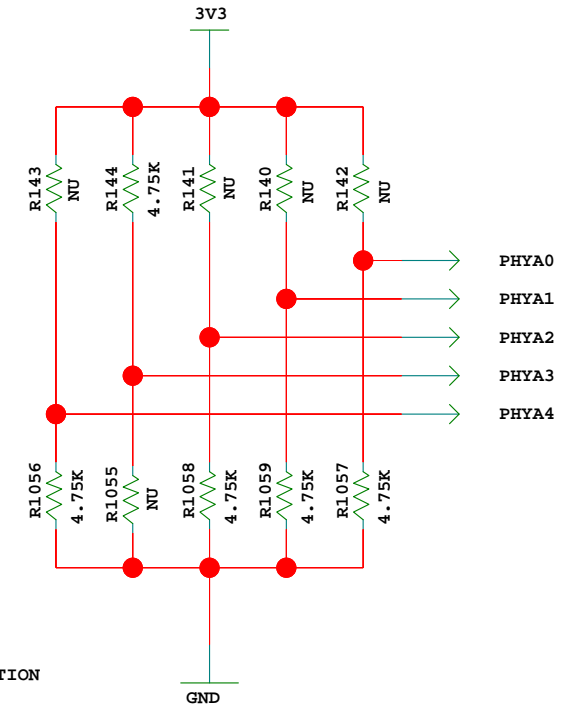 3V3
R143
NU
R144
4.75K
R141
NU
R140
NU
R142
NU
PHYA0
PHYA1
PHYA2
PHYA3
PHYA4
R1056
4.75K
R1055
NU
R1058
4.75K
R1059
4.75K
R1057
4.75K
TION
GND